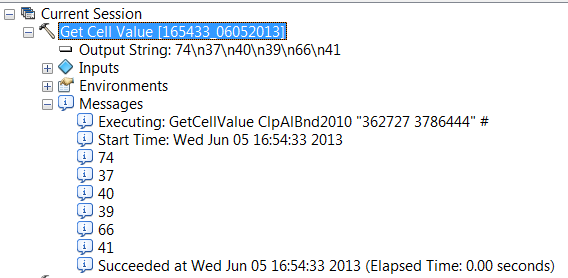 Current Session
Get Cell Value [165433_06052013]
Output String: 74\n37\n40\n39\n66\n41
Inputs
Environments
Messages
Executing: GetCellValue ClpAlBnd2010 "362727 3786444" #
Start Time: Wed Jun 05 16:54:33 2013
74
37
40
39
66
41
Succeeded at Wed Jun 05 16:54:33 2013 (Elapsed Time: 0.00 seconds)